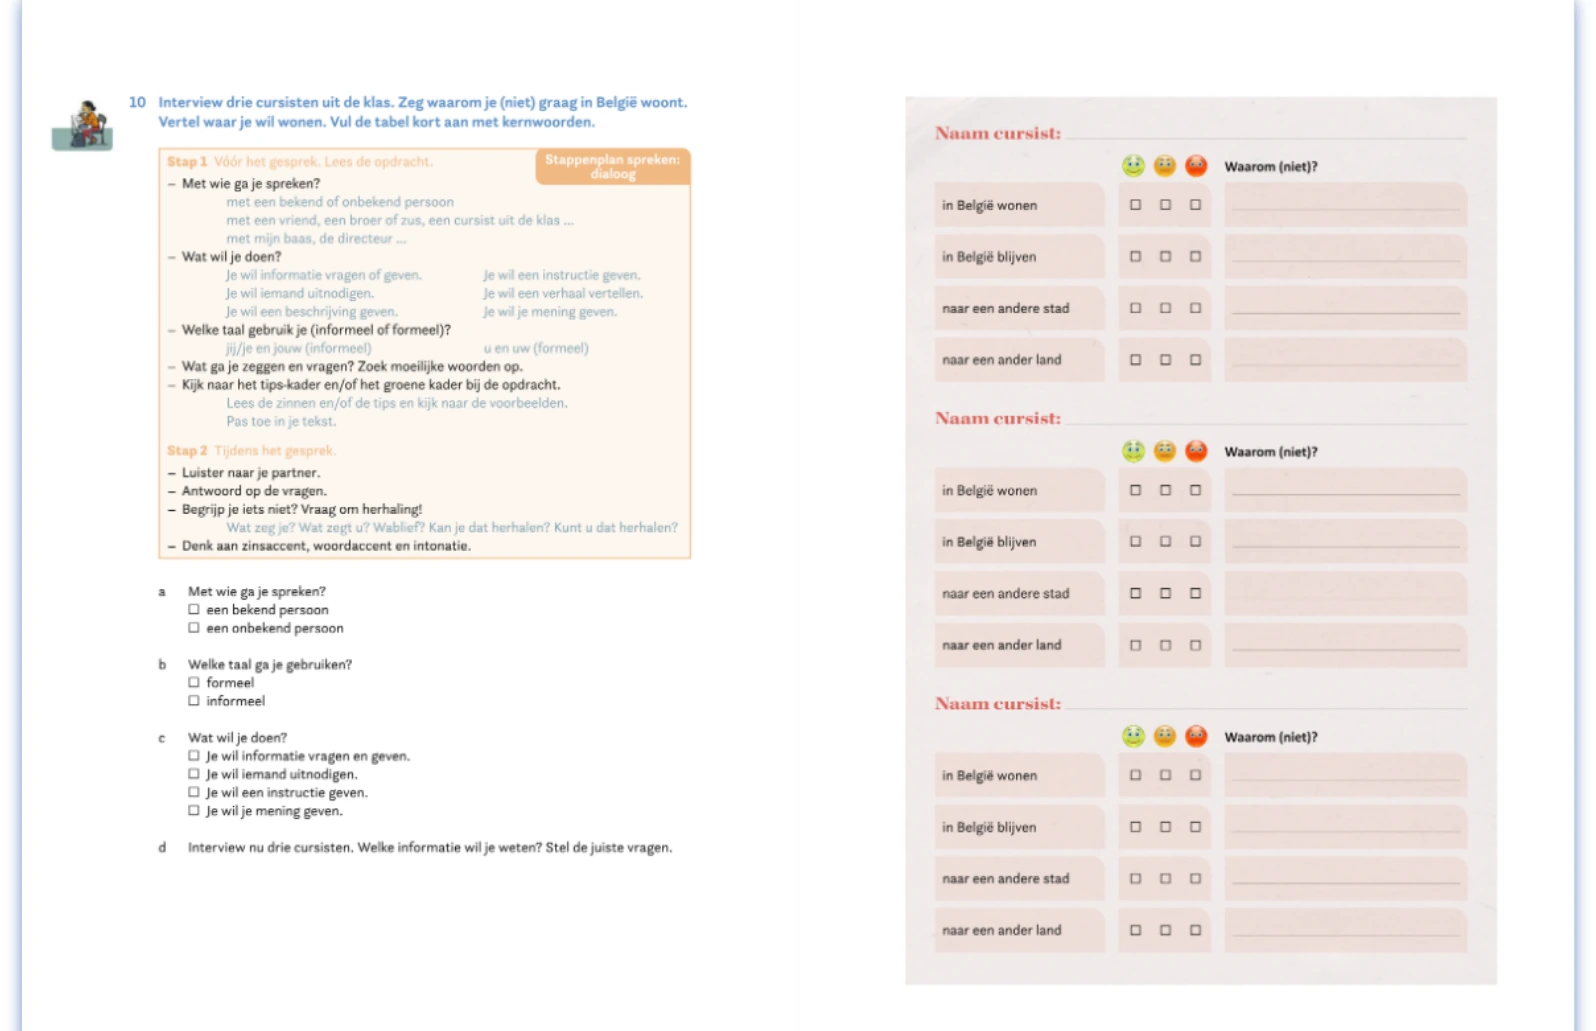 10 Interview drie cursisten uit de klas. Zeg waarom je (niet) graag in België woont.
Vertel waar je wil wonen. Vul de tabel kort aan met kernwoorden.
Stappenplan spreken:
dialoog
Stap 1 Vóór het gesprek. Lees de opdracht.
– Met wie ga je spreken?
met een bekend of onbekend persoon
met een vriend, een broer of zus, een cursist uit de klas ...
met mijn baas, de directeur ...
– Wat wil je doen?
Je wil informatie vragen of geven. Je wil een instructie geven.
Je wil iemand uitnodigen. Je wil een verhaal vertellen.
Je wil een beschrijving geven. Je wil je mening geven.
– Welke taal gebruik je (informeel of formeel)?
jij/je en jouw (informeel) u en uw (formeel)
– Wat ga je zeggen en vragen? Zoek moeilijke woorden op.
– Kijk naar het tips-kader en/of het groene kader bij de opdracht.
Lees de zinnen en/of de tips en kijk naar de voorbeelden.
Pas toe in je tekst.
Stap 2 Tijdens het gesprek.
– Luister naar je partner.
– Antwoord op de vragen.
– Begrijp je iets niet? Vraag om herhaling!
Wat zeg je? Wat zegt u? Wablief? Kan je dat herhalen? Kunt u dat herhalen?
– Denk aan zinsaccent, woordaccent en intonatie.
a Met wie ga je spreken?
☐ een bekend persoon
☐ een onbekend persoon
b Welke taal ga je gebruiken?
☐ formeel
☐ informeel
c Wat wil je doen?
☐ Je wil informatie vragen en geven.
☐ Je wil iemand uitnodigen.
☐ Je wil een instructie geven.
☐ Je wil je mening geven.
d Interview nu drie cursisten. Welke informatie wil je weten? Stel de juiste vragen.
Naam cursist:
Waarom (niet)?
in België wonen ☐ ☐ ☐
in België blijven ☐ ☐ ☐
naar een andere stad ☐ ☐ ☐
naar een ander land ☐ ☐ ☐
Naam cursist:
Waarom (niet)?
in België wonen ☐ ☐ ☐
in België blijven ☐ ☐ ☐
naar een andere stad ☐ ☐ ☐
naar een ander land ☐ ☐ ☐
Naam cursist:
Waarom (niet)?
in België wonen ☐ ☐ ☐
in België blijven ☐ ☐ ☐
naar een andere stad ☐ ☐ ☐
naar een ander land ☐ ☐ ☐